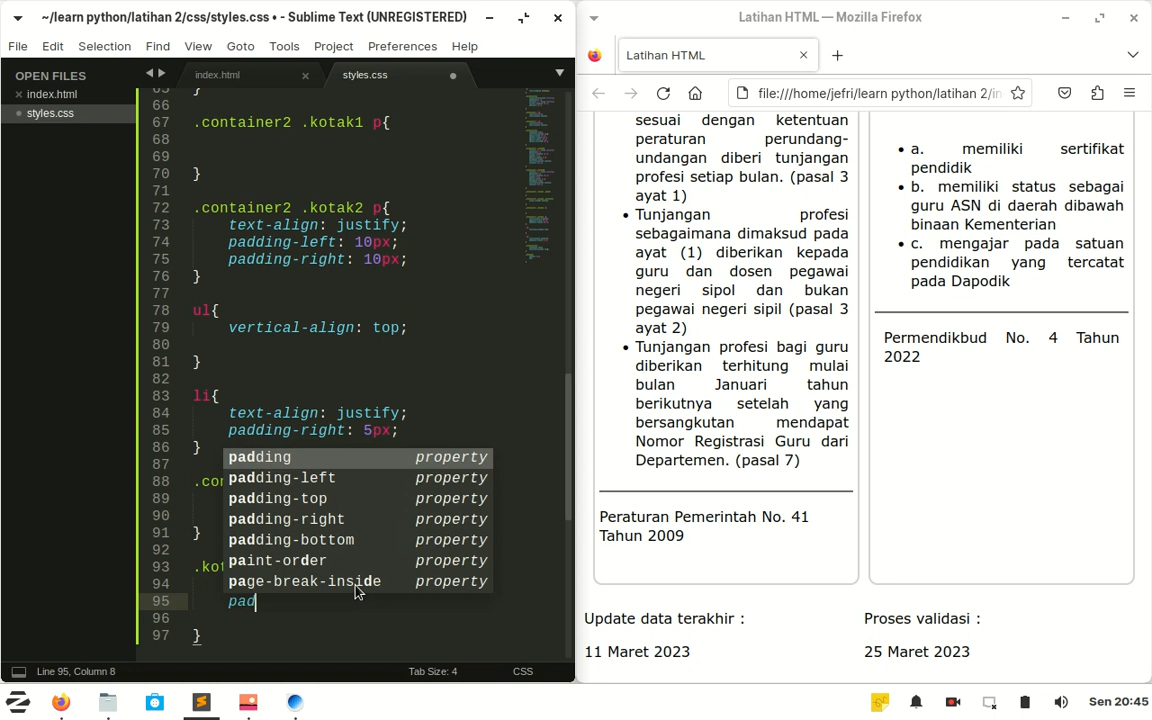 ~/learn python/latihan 2/css/styles.css • - Sublime Text (UNREGISTERED)
File Edit Selection Find View Goto Tools Project Preferences Help
OPEN FILES
index.html
styles.css
index.html
styles.css
65 }
66
67 .container2 .kotak1 p{
68
69
70 }
71
72 .container2 .kotak2 p{
73 text-align: justify;
74 padding-left: 10px;
75 padding-right: 10px;
76 }
77
78 ul{
79 vertical-align: top;
80
81 }
82
83 li{
84 text-align: justify;
85 padding-right: 5px;
86 }
87
88 .con
89
90
91 }
92
93 .kot
94
95 pad
96
97 }
padding property
padding-left property
padding-top property
padding-right property
padding-bottom property
paint-order property
page-break-inside property
Line 95, Column 8
Tab Size: 4
CSS
Latihan HTML — Mozilla Firefox
Latihan HTML
file:///home/jefri/learn python/latihan 2/in
sesuai dengan ketentuan
peraturan perundang-
undangan diberi tunjangan
profesi setiap bulan. (pasal 3
ayat 1)
• Tunjangan profesi
sebagaimana dimaksud pada
ayat (1) diberikan kepada
guru dan dosen pegawai
negeri sipol dan bukan
pegawai negeri sipil (pasal 3
ayat 2)
• Tunjangan profesi bagi guru
diberikan terhitung mulai
bulan Januari tahun
berikutnya setelah yang
bersangkutan mendapat
Nomor Registrasi Guru dari
Departemen. (pasal 7)
Peraturan Pemerintah No. 41
Tahun 2009
• a. memiliki sertifikat
pendidik
• b. memiliki status sebagai
guru ASN di daerah dibawah
binaan Kementerian
• c. mengajar pada satuan
pendidikan yang tercatat
pada Dapodik
Permendikbud No. 4 Tahun
2022
Update data terakhir :
11 Maret 2023
Proses validasi :
25 Maret 2023
Sen 20:45